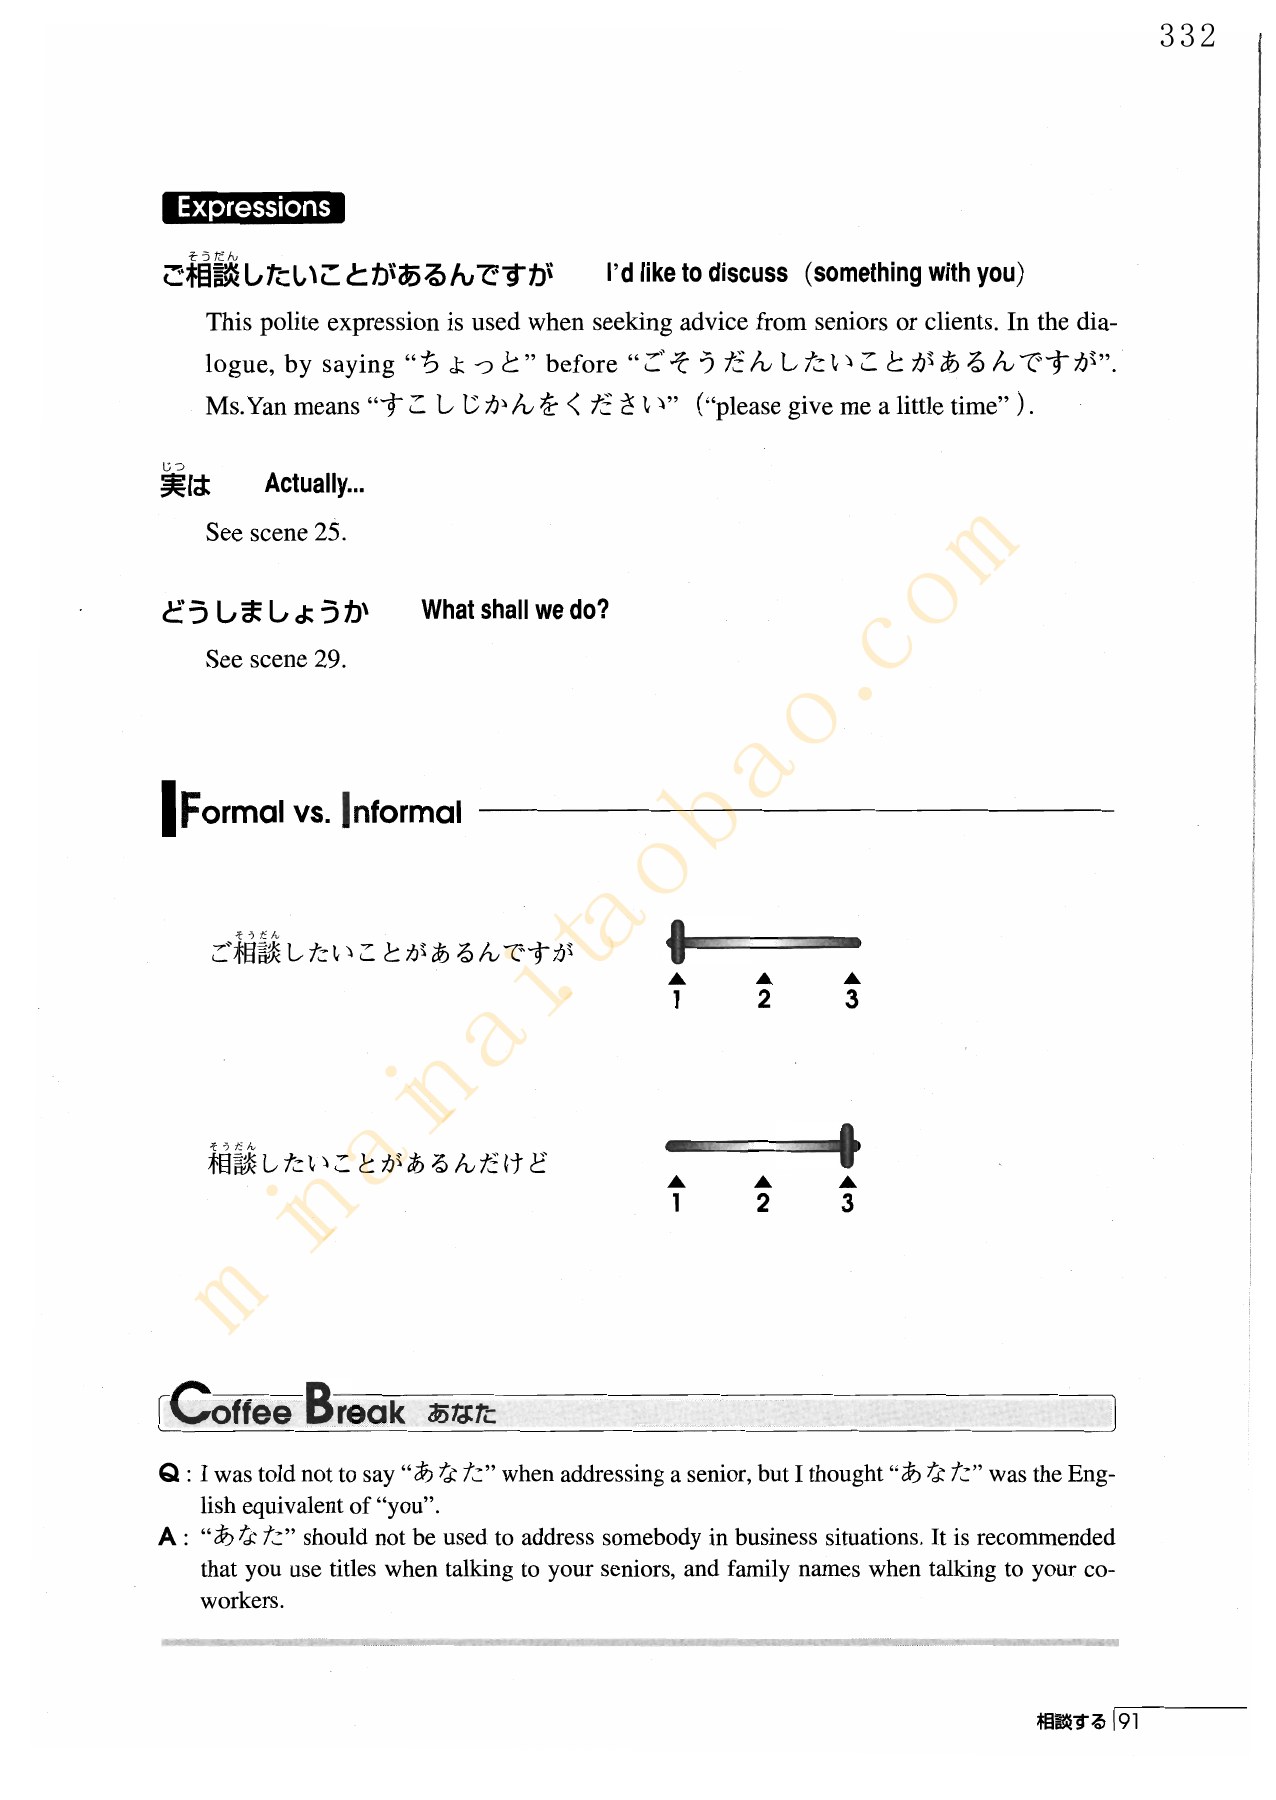 332
Expressions
そうだん
ご相談したいことがあるんですが I'd like to discuss (something with you)
This polite expression is used when seeking advice from seniors or clients. In the dia-
logue, by saying “ちょっと” before “ごそうだんしたいことがあるんですが”.
Ms.Yan means “すこしじかんをください” (“please give me a little time” ).
じつ
実は Actually...
See scene 25.
どうしましょうか What shall we do?
See scene 29.
Formal vs. Informal
そうだん
ご相談したいことがあるんですが
1 2 3
そうだん
相談したいことがあるんだけど
1 2 3
Coffee Break あなた
Q : I was told not to say “あなた” when addressing a senior, but I thought “あなた” was the Eng-
lish equivalent of “you”.
A : “あなた” should not be used to address somebody in business situations. It is recommended
that you use titles when talking to your seniors, and family names when talking to your co-
workers.
相談する 91
minnai.taobao.com